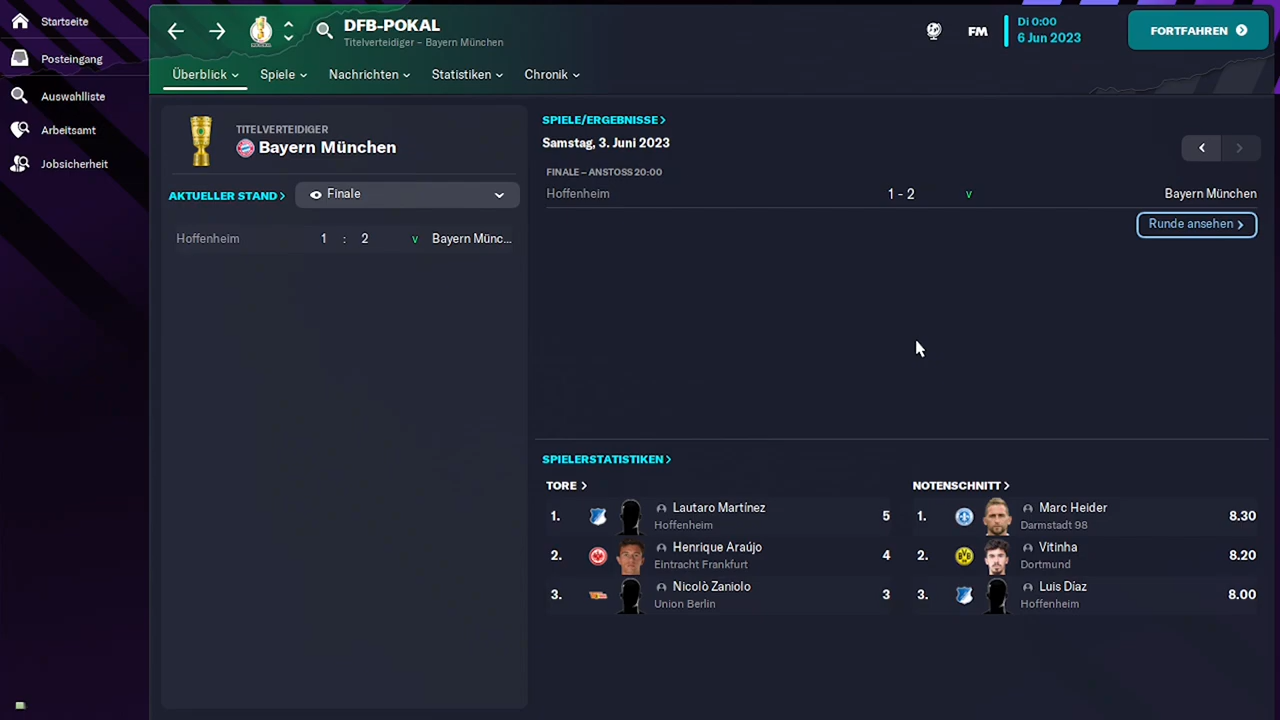 Startseite
Posteingang
Auswahlliste
Arbeitsamt
Jobsicherheit
DFB-POKAL
Titelverteidiger – Bayern München
FM
Di 0:00
6 Jun 2023
FORTFAHREN
Überblick
Spiele
Nachrichten
Statistiken
Chronik
TITELVERTEIDIGER
Bayern München
AKTUELLER STAND
Finale
Hoffenheim 1 : 2 v Bayern Münc...
SPIELE/ERGEBNISSE
Samstag, 3. Juni 2023
FINALE – ANSTOSS 20:00
Hoffenheim 1 - 2 v Bayern München
Runde ansehen
SPIELERSTATISTIKEN
TORE
1. Lautaro Martínez 5
Hoffenheim
2. Henrique Araújo 4
Eintracht Frankfurt
3. Nicolò Zaniolo 3
Union Berlin
NOTENSCHNITT
1. Marc Heider 8.30
Darmstadt 98
2. Vitinha 8.20
Dortmund
3. Luis Díaz 8.00
Hoffenheim